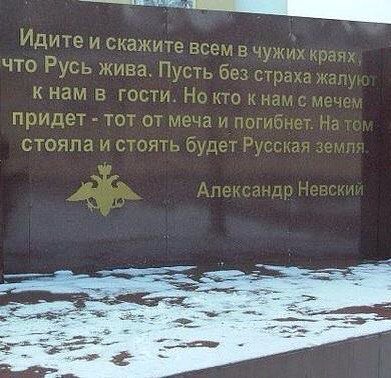 Идите и скажите всем в чужих краях,
что Русь жива. Пусть без страха жалуют
к нам в гости. Но кто к нам с мечем
придет - тот от меча и погибнет. На том
стояла и стоять будет Русская земля.
Александр Невский